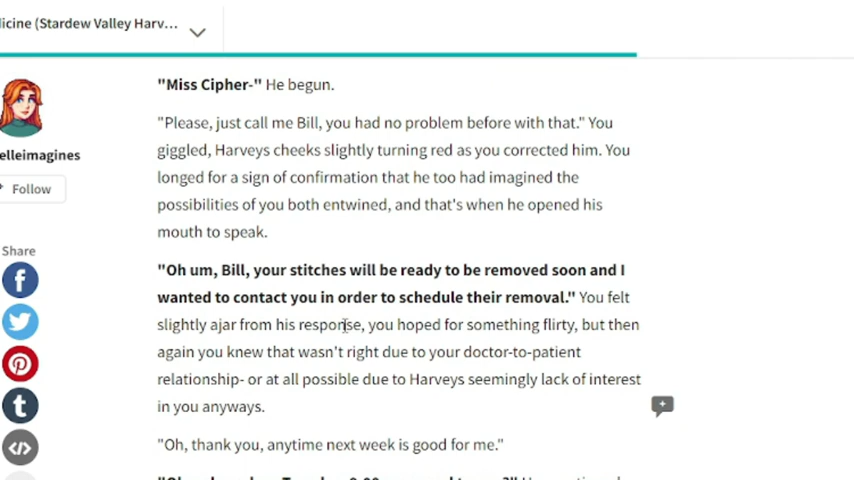 icine (Stardew Valley Harv...
"Miss Cipher-" He begun.
"Please, just call me Bill, you had no problem before with that." You
giggled, Harveys cheeks slightly turning red as you corrected him. You
longed for a sign of confirmation that he too had imagined the
possibilities of you both entwined, and that's when he opened his
mouth to speak.
elleimagines
Follow
Share
"Oh um, Bill, your stitches will be ready to be removed soon and I
wanted to contact you in order to schedule their removal." You felt
slightly ajar from his response, you hoped for something flirty, but then
again you knew that wasn't right due to your doctor-to-patient
relationship- or at all possible due to Harveys seemingly lack of interest
in you anyways.
"Oh, thank you, anytime next week is good for me."